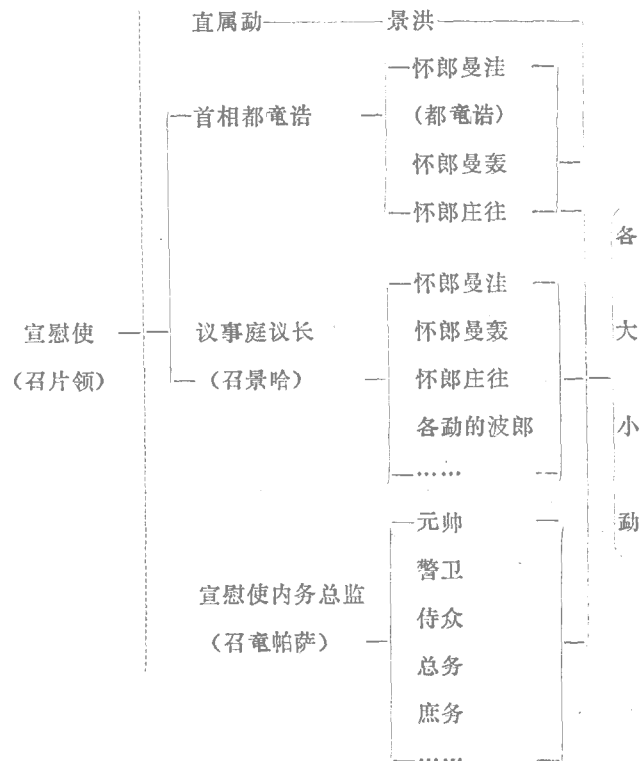 直属勐 景洪
怀郎曼洼
首相都竜诰 (都竜诰)
怀郎曼轰
怀郎庄往
各
怀郎曼洼
大
宣慰使 议事庭议长 怀郎曼轰
(召片领) (召景哈) 怀郎庄往
各勐的波郎 小
……
元帅 勐
警卫
宣慰使内务总监 侍众
(召竜帕萨) 总务
庶务
……